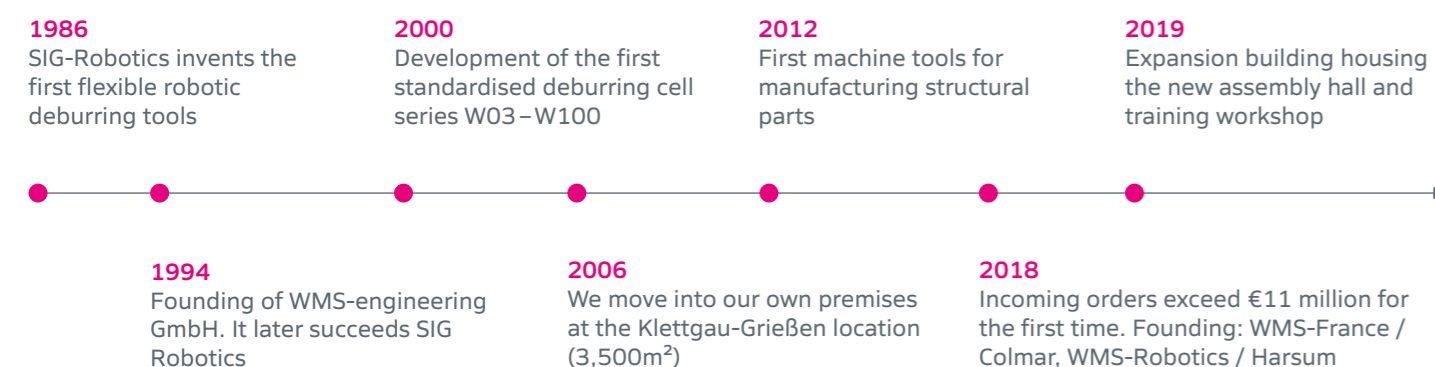 1986
SIG-Robotics invents the
first flexible robotic
deburring tools
2000
Development of the first
standardised deburring cell
series W03–W100
2012
First machine tools for
manufacturing structural
parts
2019
Expansion building housing
the new assembly hall and
training workshop
1994
Founding of WMS-engineering
GmbH. It later succeeds SIG
Robotics
2006
We move into our own premises
at the Klettgau-Grießen location
(3,500m²)
2018
Incoming orders exceed €11 million for
the first time. Founding: WMS-France /
Colmar, WMS-Robotics / Harsum